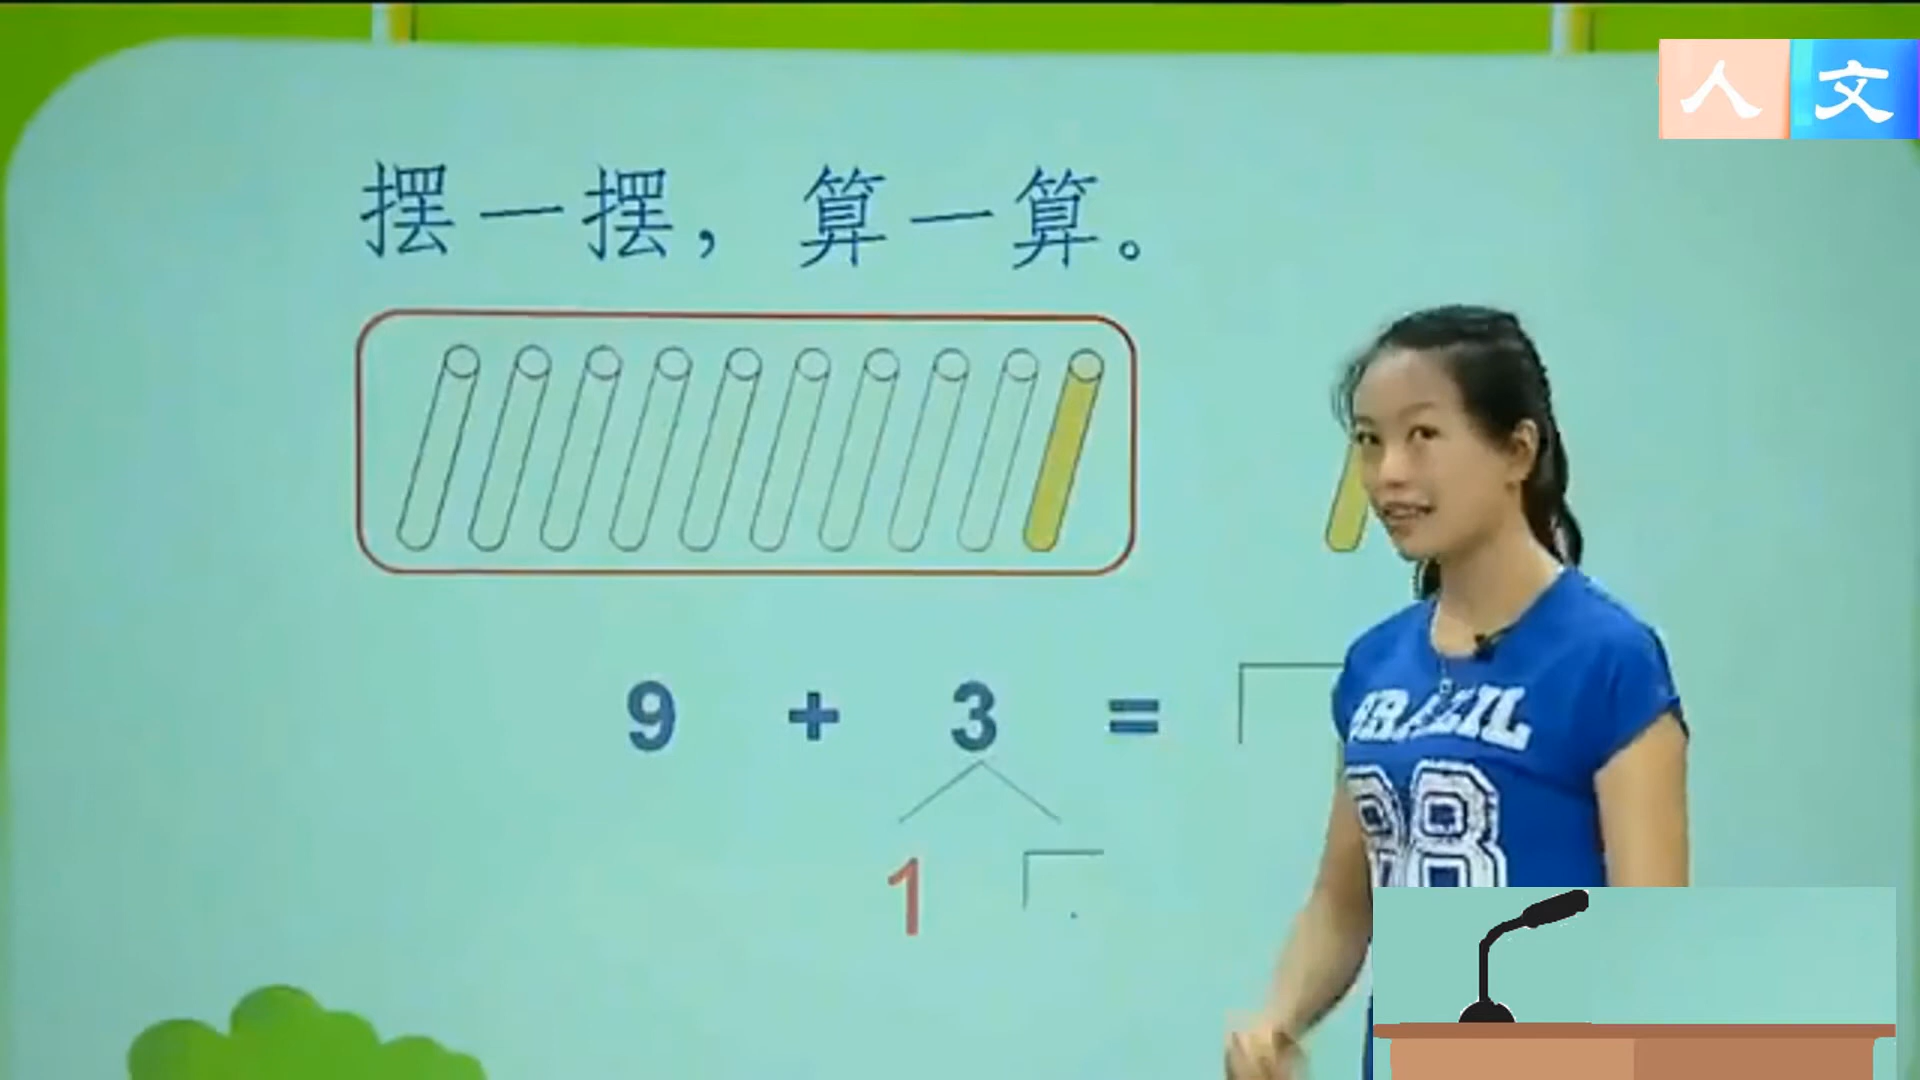 人文
摆一摆，算一算。
9 + 3 =
1
BRAZIL
88